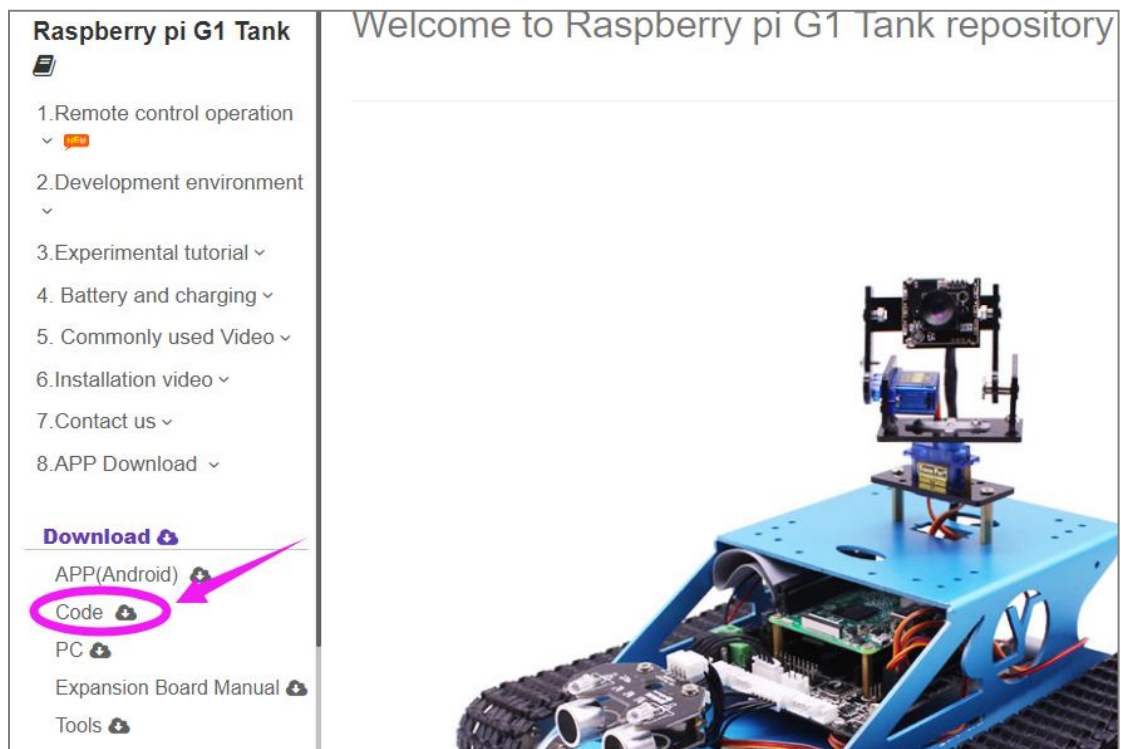 Raspberry pi G1 Tank
Welcome to Raspberry pi G1 Tank repository
1.Remote control operation
2.Development environment
3.Experimental tutorial
4. Battery and charging
5. Commonly used Video
6.Installation video
7.Contact us
8.APP Download
Download
APP(Android)
Code
PC
Expansion Board Manual
Tools